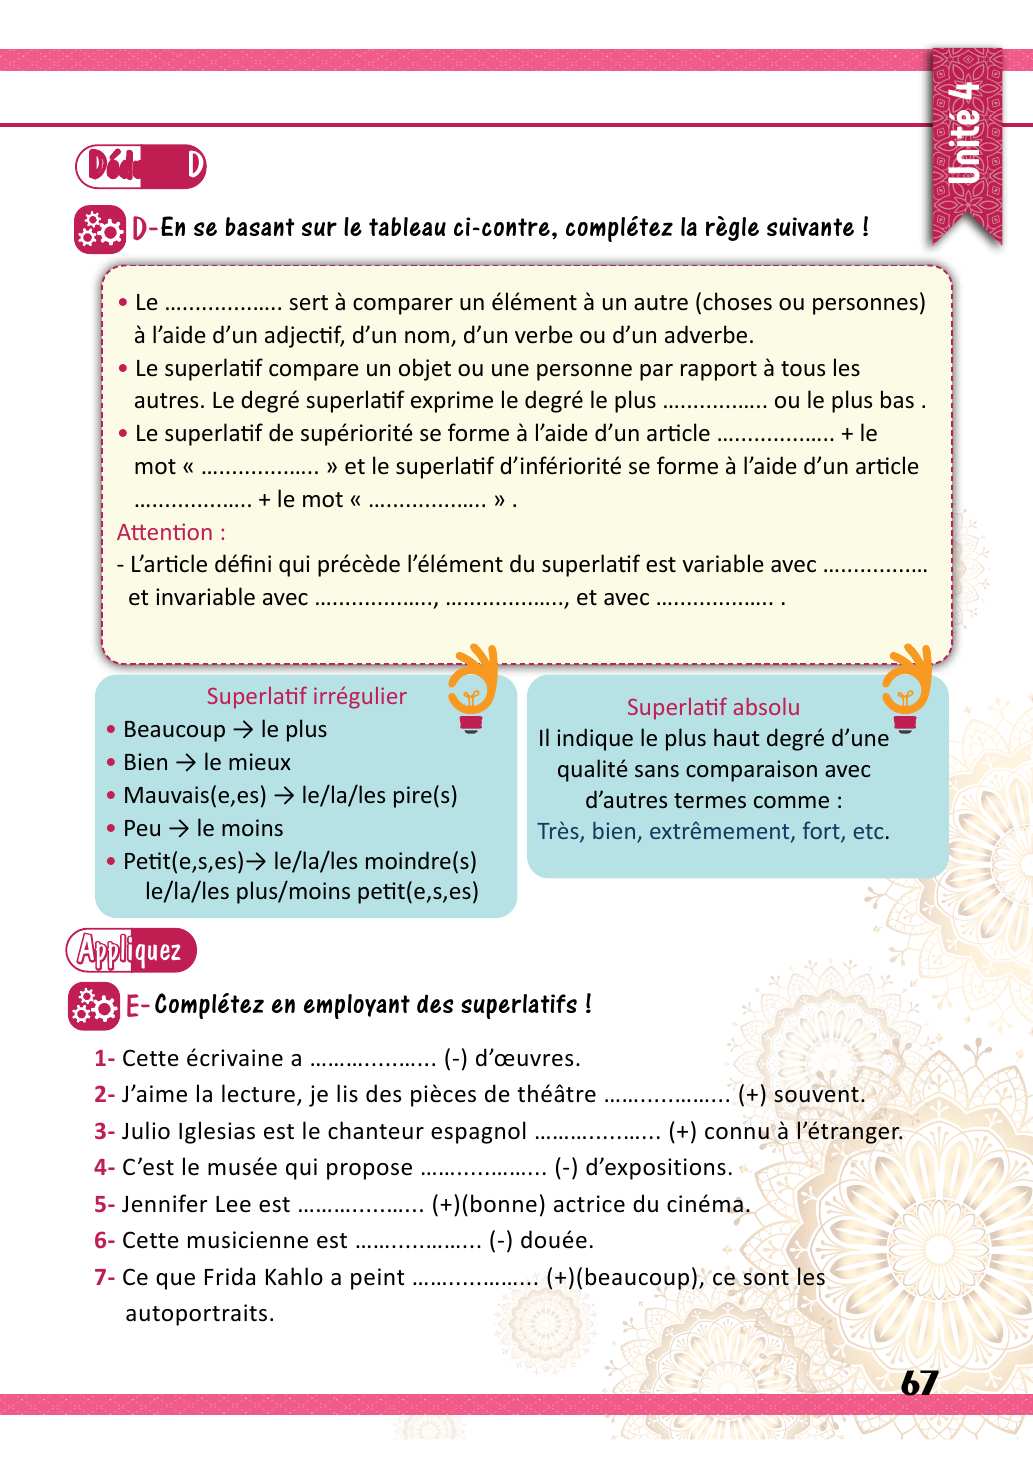 Unité 4
D
D-En se basant sur le tableau ci-contre, complétez la règle suivante !
• Le ................... sert à comparer un élément à un autre (choses ou personnes)
à l'aide d'un adjectif, d'un nom, d'un verbe ou d'un adverbe.
• Le superlatif compare un objet ou une personne par rapport à tous les
autres. Le degré superlatif exprime le degré le plus ................. ou le plus bas .
• Le superlatif de supériorité se forme à l'aide d'un article ................... + le
mot « ................... » et le superlatif d'infériorité se forme à l'aide d'un article
................... + le mot « ................... » .
Attention :
- L'article défini qui précède l'élément du superlatif est variable avec .................
et invariable avec ..................., ..................., et avec ................... .
Superlatif irrégulier
• Beaucoup → le plus
• Bien → le mieux
• Mauvais(e,es) → le/la/les pire(s)
• Peu → le moins
• Petit(e,s,es)→ le/la/les moindre(s)
le/la/les plus/moins petit(e,s,es)
Superlatif absolu
Il indique le plus haut degré d'une
qualité sans comparaison avec
d'autres termes comme :
Très, bien, extrêmement, fort, etc.
Appliquez
E- Complétez en employant des superlatifs !
1- Cette écrivaine a .................... (-) d'œuvres.
2- J'aime la lecture, je lis des pièces de théâtre .................... (+) souvent.
3- Julio Iglesias est le chanteur espagnol .................... (+) connu à l'étranger.
4- C'est le musée qui propose .................... (-) d'expositions.
5- Jennifer Lee est .................... (+)(bonne) actrice du cinéma.
6- Cette musicienne est .................... (-) douée.
7- Ce que Frida Kahlo a peint .................... (+)(beaucoup), ce sont les
autoportraits.
67